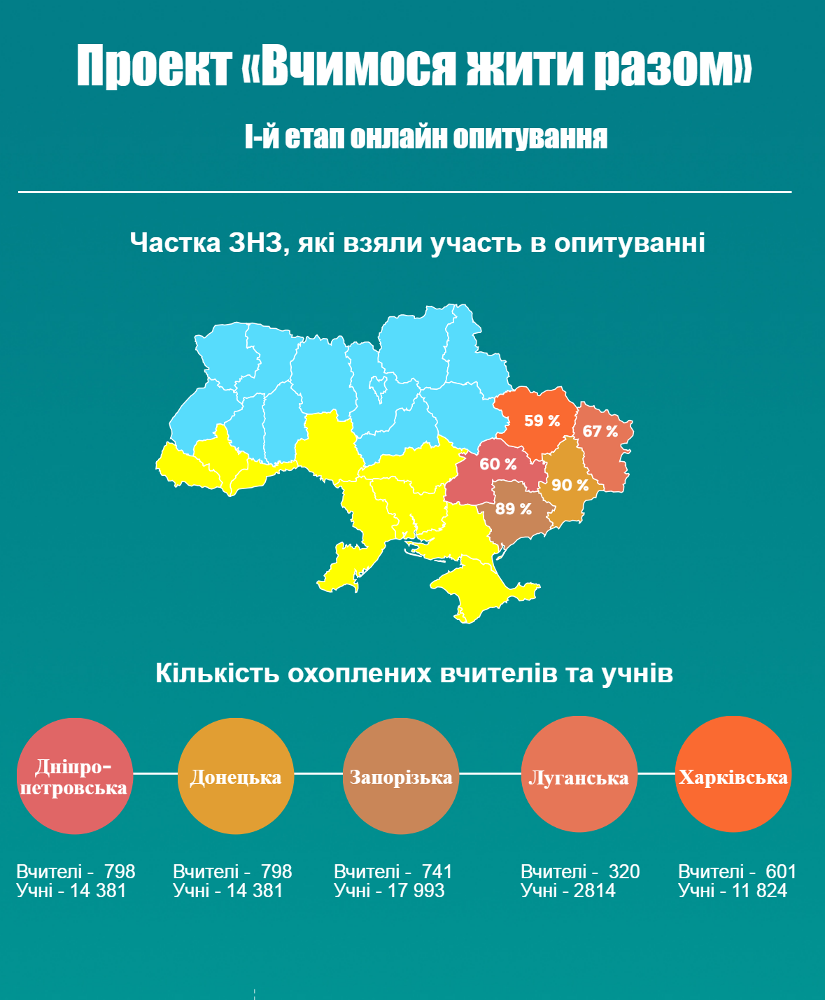 Проект «Вчимося жити разом»
І-й етап онлайн опитування
Частка ЗНЗ, які взяли участь в опитуванні
59 %
67 %
60 %
90 %
89 %
Кількість охоплених вчителів та учнів
Дніпро-
петровська
Донецька
Запорізька
Луганська
Харківська
Вчителі - 798
Учні - 14 381
Вчителі - 798
Учні - 14 381
Вчителі - 741
Учні - 17 993
Вчителі - 320
Учні - 2814
Вчителі - 601
Учні - 11 824